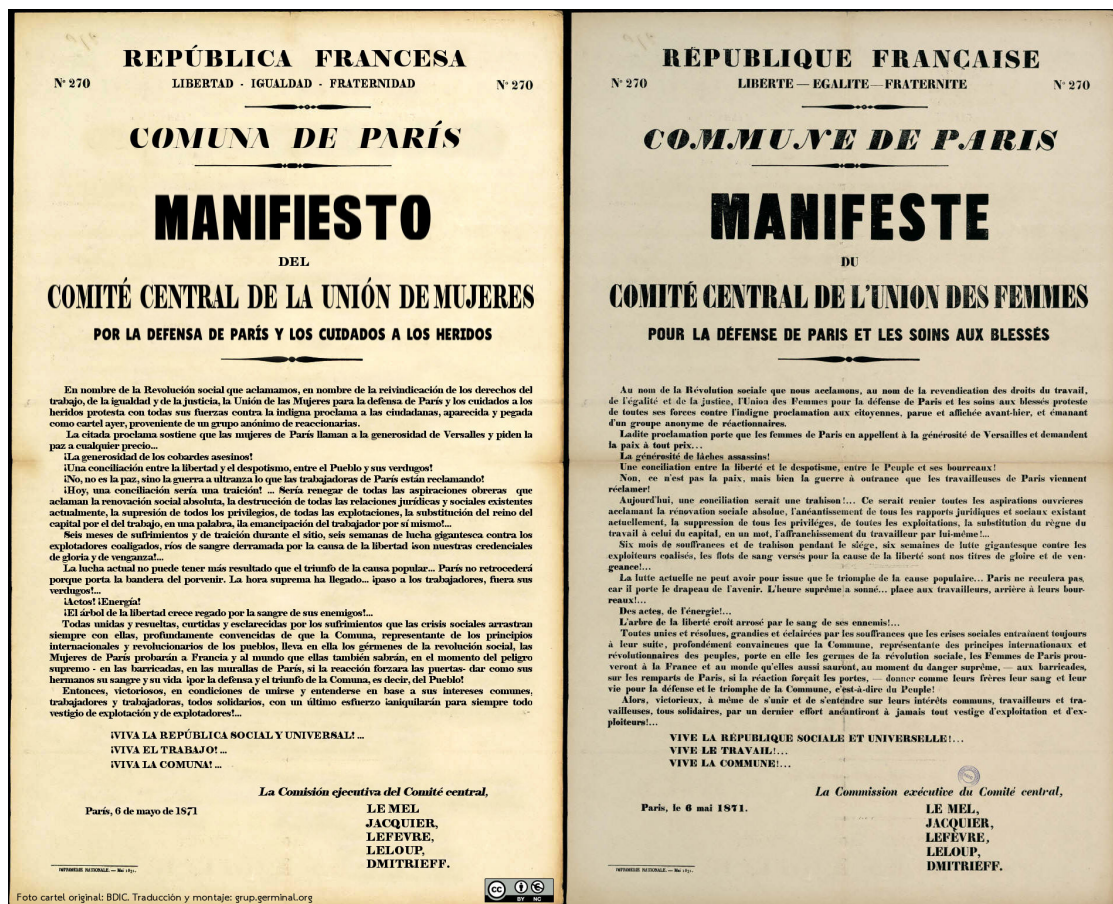 REPÚBLICA FRANCESA
Nº 270 LIBERTAD - IGUALDAD - FRATERNIDAD Nº 270
COMUNA DE PARÍS
MANIFIESTO
DEL
COMITÉ CENTRAL DE LA UNIÓN DE MUJERES
POR LA DEFENSA DE PARÍS Y LOS CUIDADOS A LOS HERIDOS
En nombre de la Revolución social que aclamamos, en nombre de la reivindicación de los derechos del
trabajo, de la igualdad y de la justicia, la Unión de las Mujeres para la defensa de París y los cuidados a los
heridos protesta con todas sus fuerzas contra la indigna proclama a las ciudadanas, aparecida y pegada
como cartel ayer, proveniente de un grupo anónimo de reaccionarias.
La citada proclama sostiene que las mujeres de París llaman a la generosidad de Versalles y piden la
paz a cualquier precio...
¡La generosidad de los cobardes asesinos!
¡Una conciliación entre la libertad y el despotismo, entre el Pueblo y sus verdugos!
¡No, no es la paz, sino la guerra a ultranza lo que las trabajadoras de París están reclamando!
¡Hoy, una conciliación sería una traición! ... Sería renegar de todas las aspiraciones obreras que
aclaman la renovación social absoluta, la destrucción de todas las relaciones jurídicas y sociales existentes
actualmente, la supresión de todos los privilegios, de todas las explotaciones, la substitución del reino del
capital por el del trabajo, en una palabra, ¡la emancipación del trabajador por sí mismo!...
Seis meses de sufrimientos y de traición durante el sitio, seis semanas de lucha gigantesca contra los
explotadores coaligados, ríos de sangre derramada por la causa de la libertad ¡son nuestras credenciales
de gloria y de venganza!...
La lucha actual no puede tener más resultado que el triunfo de la causa popular... París no retrocederá
porque porta la bandera del porvenir. La hora suprema ha llegado... ¡paso a los trabajadores, fuera sus
verdugos!...
¡Actos! ¡Energía!
¡El árbol de la libertad crece regado por la sangre de sus enemigos!...
Todas unidas y resueltas, curtidas y esclarecidas por los sufrimientos que las crisis sociales arrastran
siempre con ellas, profundamente convencidas de que la Comuna, representante de los principios
internacionales y revolucionarios de los pueblos, lleva en ella los gérmenes de la revolución social, las
Mujeres de París probarían a Francia y al mundo que ellas también sabrán, en el momento del peligro
supremo - en las barricadas, en las murallas de París, si la reacción forzara las puertas- dar como sus
hermanos su sangre y su vida ¡por la defensa y el triunfo de la Comuna, es decir, del Pueblo!
Entonces, victoriosos, en condiciones de unirse y entenderse en base a sus intereses comunes,
trabajadores y trabajadoras, todos solidarios, con un último esfuerzo ¡aniquilarán para siempre todo
vestigio de explotación y de explotadores!...
¡VIVA LA REPÚBLICA SOCIAL Y UNIVERSAL! ...
¡VIVA EL TRABAJO! ...
¡VIVA LA COMUNA! ...
La Comisión ejecutiva del Comité central,
París, 6 de mayo de 1871
LE MEL
JACQUIER,
LEFEVRE,
LELOUP,
DMITRIEFF.
IMPRIMERIE NATIONALE. — Mai 1871.
Foto cartel original: BDIC. Traducción y montaje: grup.germinal.org
CC BY NC
RÉPUBLIQUE FRANÇAISE
Nº 270 LIBERTE — EGALITE — FRATERNITE Nº 270
COMMUNE DE PARIS
MANIFESTE
DU
COMITÉ CENTRAL DE L'UNION DES FEMMES
POUR LA DÉFENSE DE PARIS ET LES SOINS AUX BLESSÉS
Au nom de la Révolution sociale que nous acclamons, au nom de la revendication des droits du travail,
de l'égalité et de la justice, l'Union des Femmes pour la défense de Paris et les soins aux blessés proteste
de toutes ses forces contre l'indigne proclamation aux citoyennes, parue et affichée avant-hier, et émanant
d'un groupe anonyme de réactionnaires.
Ladite proclamation porte que les femmes de Paris en appellent à la générosité de Versailles et demandent
la paix à tout prix...
La générosité de lâches assassins!
Une conciliation entre la liberté et le despotisme, entre le Peuple et ses bourreaux!
Non, ce n'est pas la paix, mais bien la guerre à outrance que les travailleuses de Paris viennent
réclamer!
Aujourd'hui, une conciliation serait une trahison!... Ce serait renier toutes les aspirations ouvrieres
acclamant la rénovation sociale absolue, l'anéantissement de tous les rapports juridiques et sociaux existant
actuellement, la suppression de tous les priviléges, de toutes les exploitations, la substitution du règne du
travail à celui du capital, en un mot, l'affranchissement du travailleur par lui-même!...
Six mois de souffrances et de trahison pendant le siége, six semaines de lutte gigantesque contre les
exploiteurs coalisés, les flots de sang versés pour la cause de la liberté sont nos titres de gloire et de ven-
geance!...
La lutte actuelle ne peut avoir pour issue que le triomphe de la cause populaire... Paris ne reculera pas,
car il porte le drapeau de l'avenir. L'heure suprême a sonné... place aux travailleurs, arrière à leurs bour-
reaux!...
Des actes, de l'énergie!...
L'arbre de la liberté croit arrosé par le sang de ses ennemis!...
Toutes unies et résolues, grandies et éclairées par les souffrances que les crises sociales entraînent toujours
à leur suite, profondément convaincues que la Commune, représentante des principes internationaux et
révolutionnaires des peuples, porte en elle les germes de la révolution sociale, les Femmes de Paris prou-
veront à la France et au monde qu'elles aussi sauront, au moment du danger suprême, — aux barricades,
sur les remparts de Paris, si la réaction forçait les portes, — donner comme leurs frères leur sang et leur
vie pour la défense et le triomphe de la Commune, c'est-à-dire du Peuple!
Alors, victorieux, à même de s'unir et de s'entendre sur leurs intérêts communs, travailleurs et tra-
vailleuses, tous solidaires, par un dernier effort anéantiront à jamais tout vestige d'exploitation et d'ex-
ploiteurs!...
VIVE LA RÉPUBLIQUE SOCIALE ET UNIVERSELLE!...
VIVE LE TRAVAIL!...
VIVE LA COMMUNE!...
La Commission exécutive du Comité central,
Paris, le 6 mai 1871.
LE MEL,
JACQUIER,
LEFÈVRE,
LELOUP,
DMITRIEFF.
IMPRIMERIE NATIONALE. — Mai 1871.